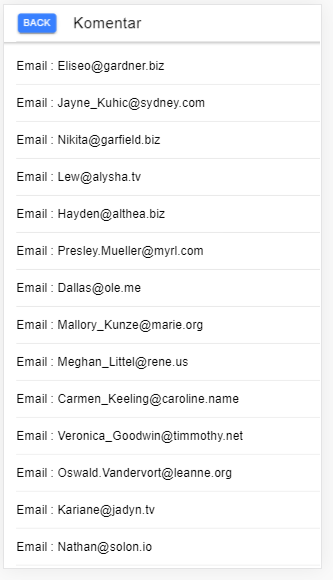 BACK Komentar
Email : Eliseo@gardner.biz
Email : Jayne_Kuhic@sydney.com
Email : Nikita@garfield.biz
Email : Lew@alysha.tv
Email : Hayden@althea.biz
Email : Presley.Mueller@myrl.com
Email : Dallas@ole.me
Email : Mallory_Kunze@marie.org
Email : Meghan_Littel@rene.us
Email : Carmen_Keeling@caroline.name
Email : Veronica_Goodwin@timmothy.net
Email : Oswald.Vandervort@leanne.org
Email : Kariane@jadyn.tv
Email : Nathan@solon.io